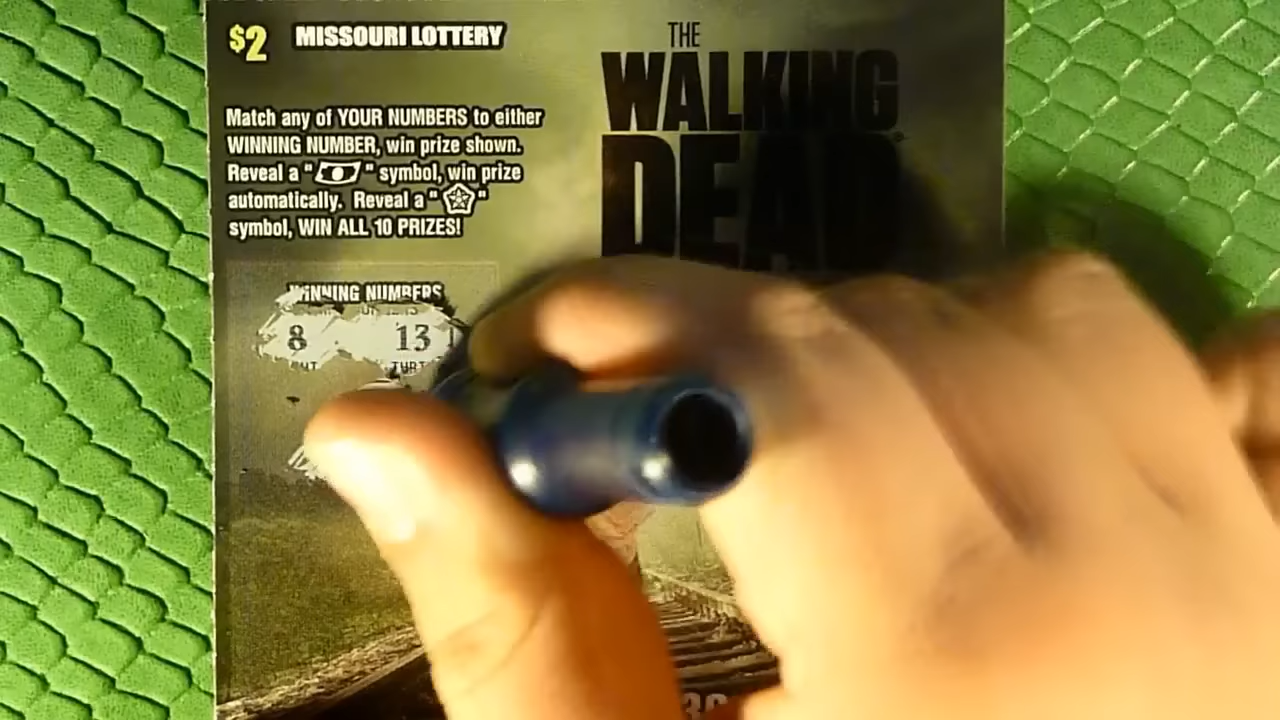 $2 MISSOURI LOTTERY
THE
WALKING
DEAD
Match any of YOUR NUMBERS to either
WINNING NUMBER, win prize shown.
Reveal a " " symbol, win prize
automatically. Reveal a " "
symbol, WIN ALL 10 PRIZES!
WINNING NUMBERS
8 13